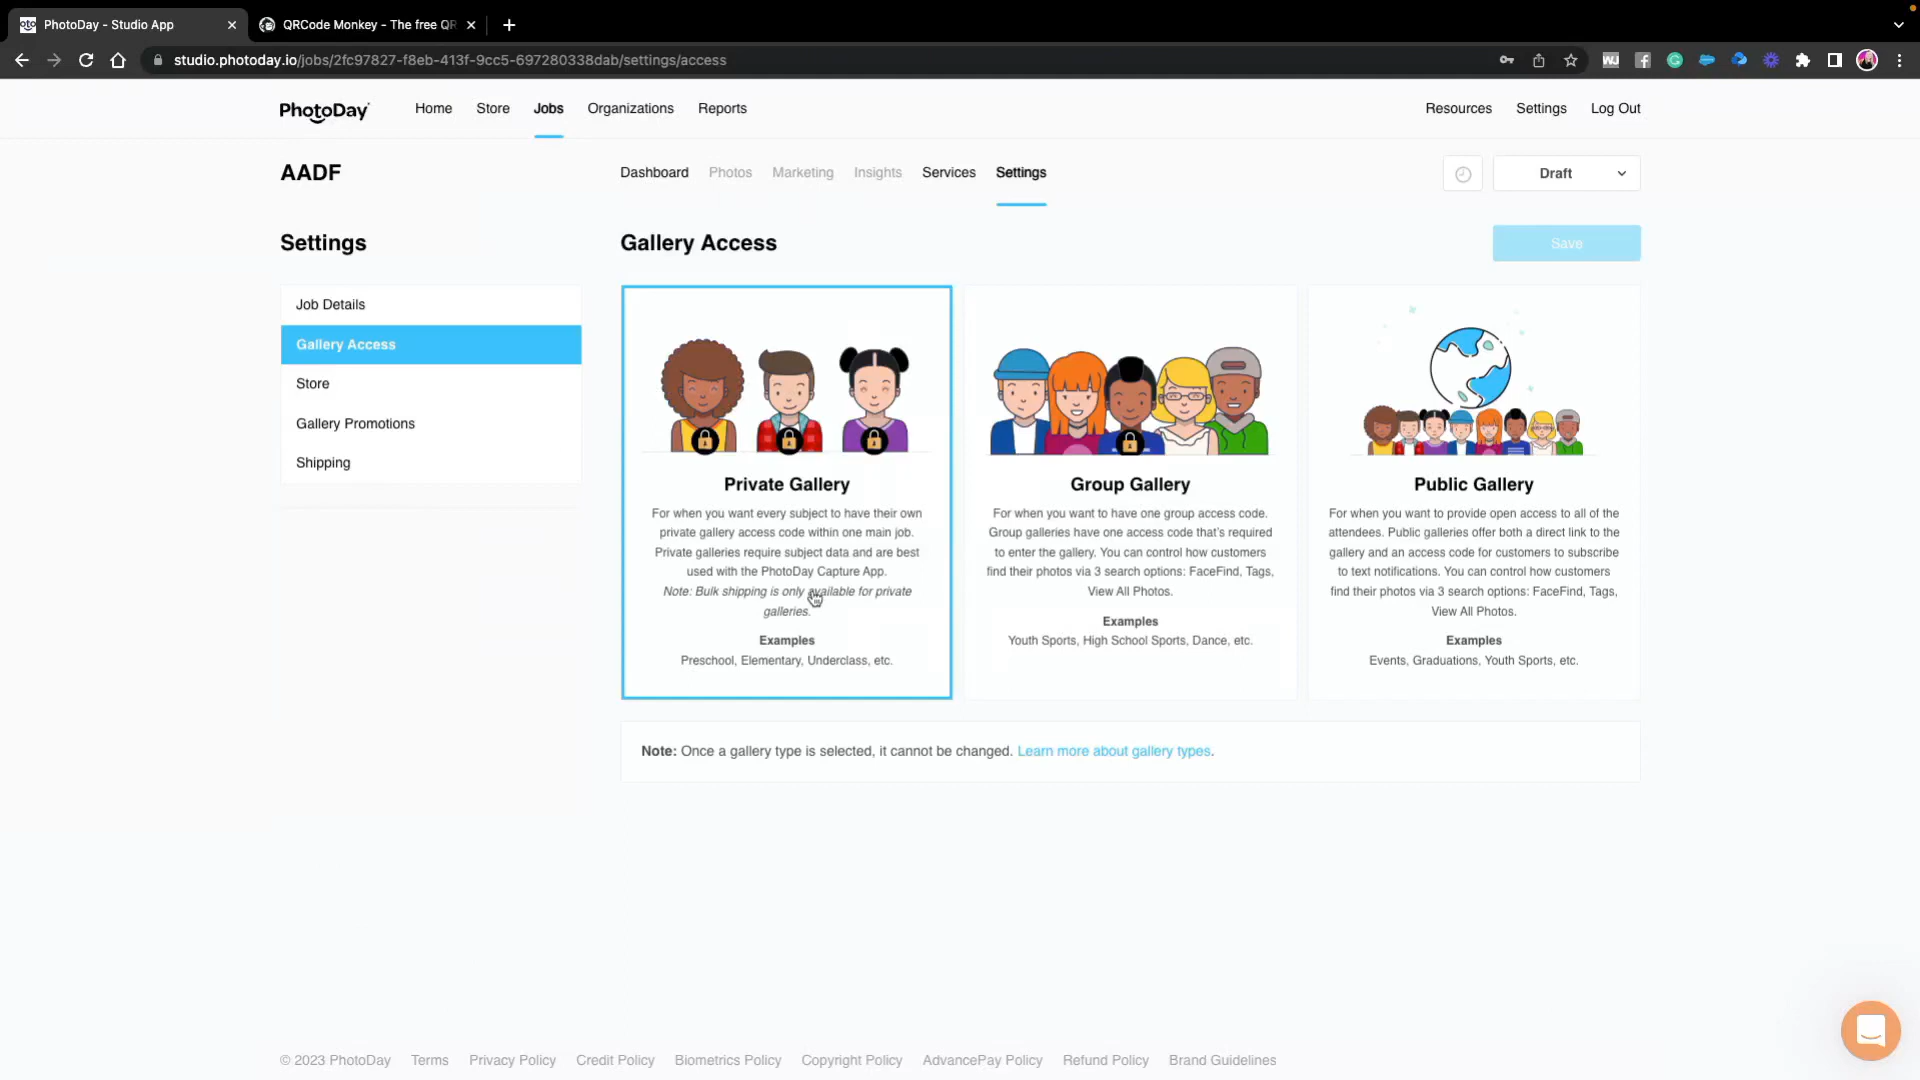 PhotoDay - Studio App
QRCode Monkey - The free QR
studio.photoday.io/jobs/2fc97827-f8eb-413f-9cc5-697280338dab/settings/access
PhotoDay Home Store Jobs Organizations Reports Resources Settings Log Out
AADF Dashboard Photos Marketing Insights Services Settings Draft
Settings
Job Details
Gallery Access
Store
Gallery Promotions
Shipping
Gallery Access
Save
Private Gallery
For when you want every subject to have their own
private gallery access code within one main job.
Private galleries require subject data and are best
used with the PhotoDay Capture App.
Note: Bulk shipping is only available for private
galleries.
Examples
Preschool, Elementary, Underclass, etc.
Group Gallery
For when you want to have one group access code.
Group galleries have one access code that's required
to enter the gallery. You can control how customers
find their photos via 3 search options: FaceFind, Tags,
View All Photos.
Examples
Youth Sports, High School Sports, Dance, etc.
Public Gallery
For when you want to provide open access to all of the
attendees. Public galleries offer both a direct link to the
gallery and an access code for customers to subscribe
to text notifications. You can control how customers
find their photos via 3 search options: FaceFind, Tags,
View All Photos.
Examples
Events, Graduations, Youth Sports, etc.
Note: Once a gallery type is selected, it cannot be changed. Learn more about gallery types.
© 2023 PhotoDay Terms Privacy Policy Credit Policy Biometrics Policy Copyright Policy AdvancePay Policy Refund Policy Brand Guidelines